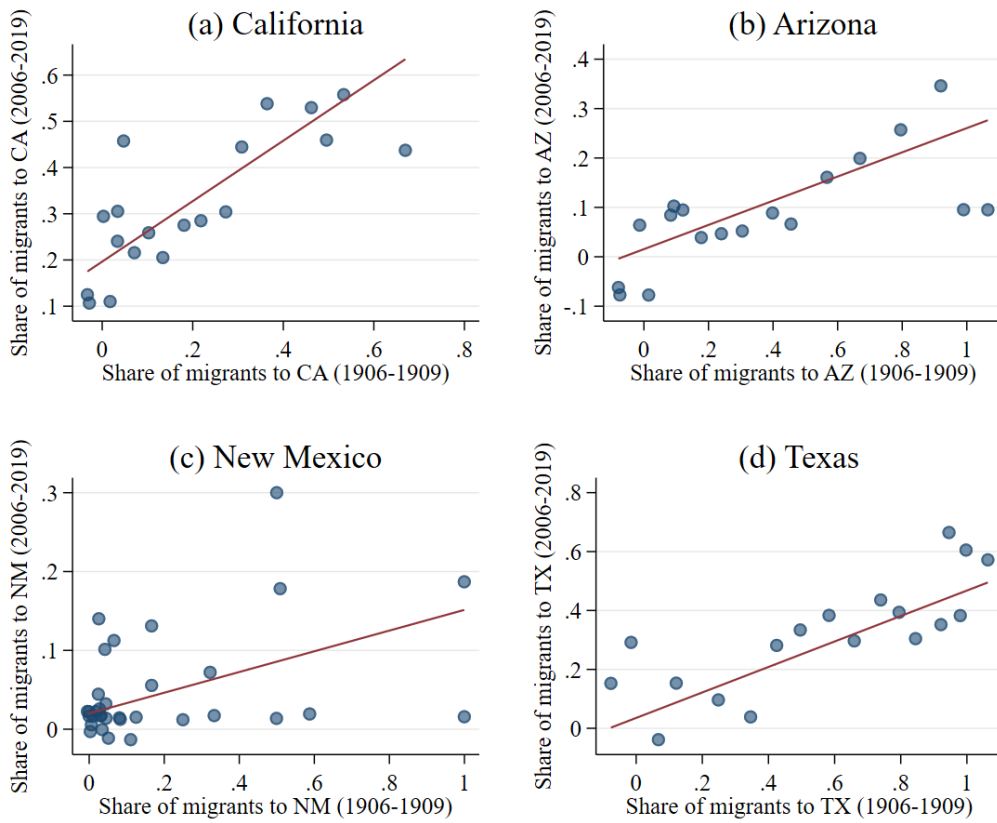 (a) California
Share of migrants to CA (2006-2019)
.6
.5
.4
.3
.2
.1
0 .2 .4 .6 .8
Share of migrants to CA (1906-1909)
(b) Arizona
Share of migrants to AZ (2006-2019)
.4
.3
.2
.1
0
-.1
0 .2 .4 .6 .8 1
Share of migrants to AZ (1906-1909)
(c) New Mexico
Share of migrants to NM (2006-2019)
.3
.2
.1
0
0 .2 .4 .6 .8 1
Share of migrants to NM (1906-1909)
(d) Texas
Share of migrants to TX (2006-2019)
.8
.6
.4
.2
0
0 .2 .4 .6 .8 1
Share of migrants to TX (1906-1909)